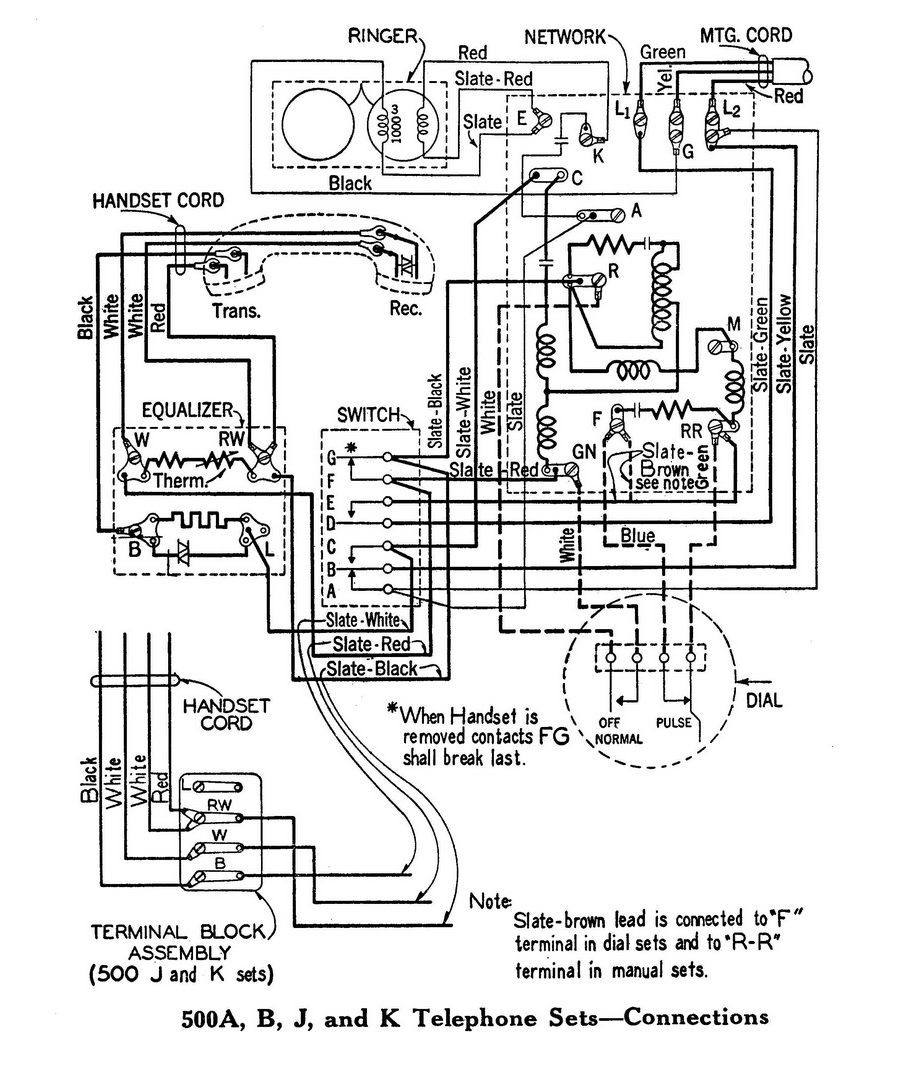 RINGER
NETWORK
MTG. CORD
Red
Green
Yel.
Slate-Red
Red
L1
L2
E
Slate
3
1000
K
G
Black
C
HANDSET CORD
A
Trans.
Rec.
R
Black
White
White
Red
M
Slate-Green
Slate-Yellow
Slate
EQUALIZER
SWITCH
Slate-Black
Slate-White
White
Slate
F
RR
W
RW
GN
Slate-
Brown
see note
Green
Therm.
* G
F
Slate-Red
E
D
White
Blue
B
L
C
B
A
Slate-White
Slate-Red
Slate-Black
HANDSET
CORD
DIAL
OFF
NORMAL
PULSE
*When Handset is
removed contacts FG
shall break last.
Black
White
White
Red
L
RW
W
B
TERMINAL BLOCK
ASSEMBLY
(500 J and K sets)
Note:
Slate-brown lead is connected to "F"
terminal in dial sets and to "R-R"
terminal in manual sets.
500A, B, J, and K Telephone Sets—Connections